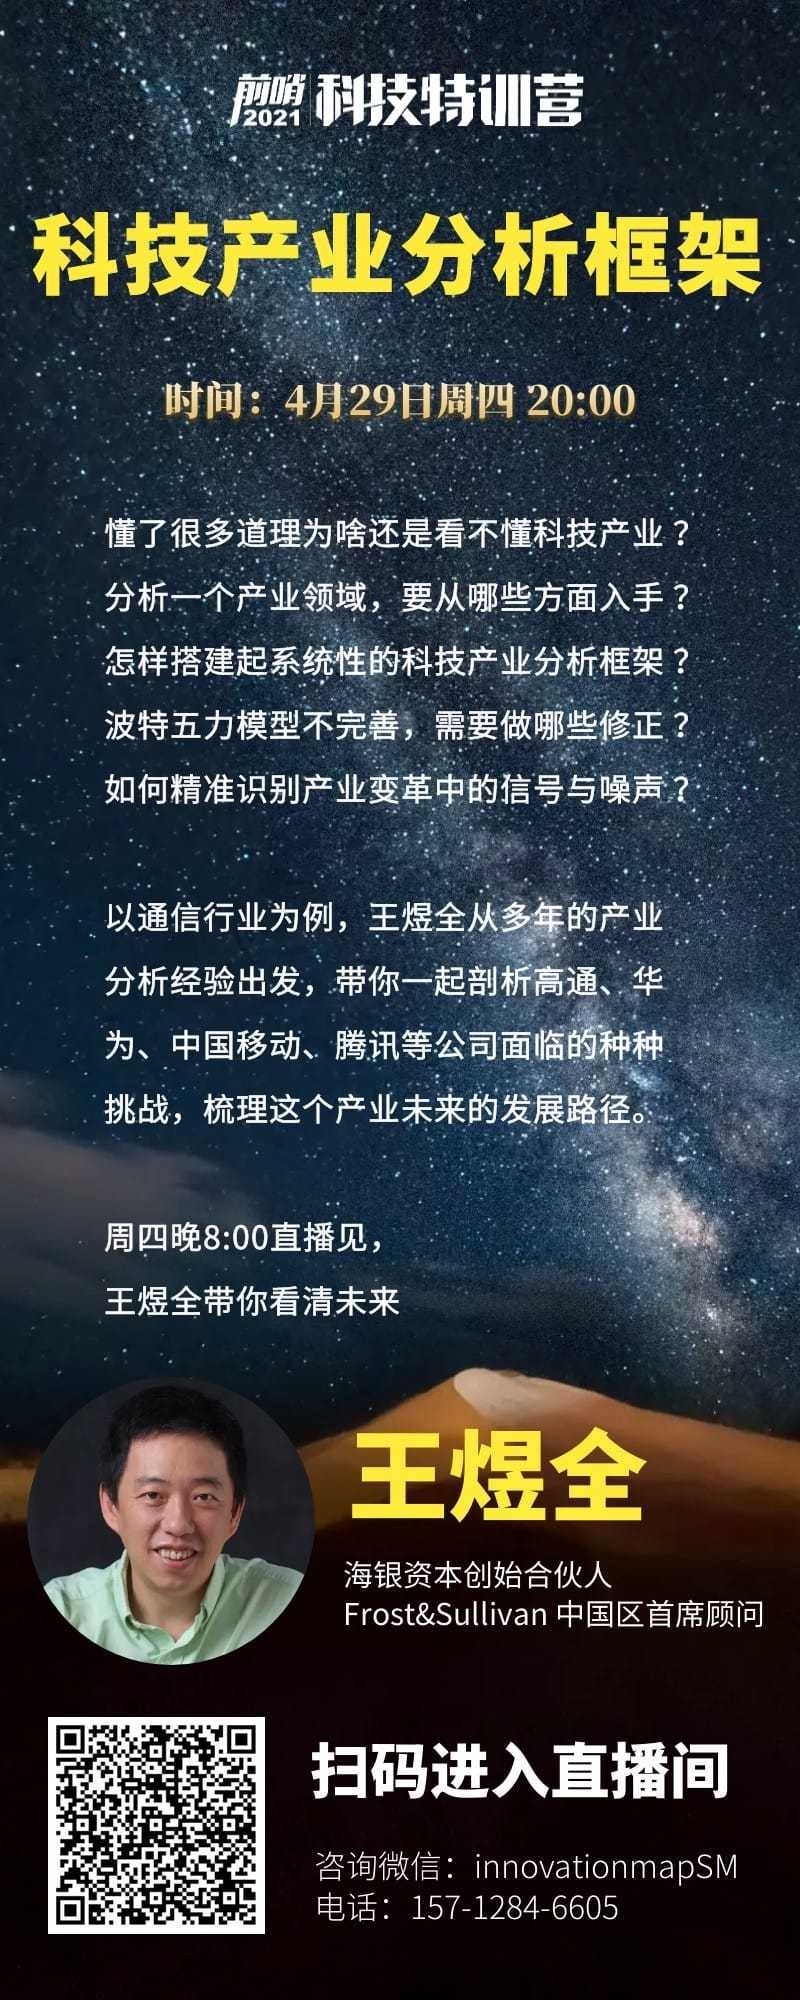 前哨
2021
科技特训营
科技产业分析框架
时间：4月29日周四 20:00
懂了很多道理为啥还是看不懂科技产业？
分析一个产业领域，要从哪些方面入手？
怎样搭建起系统性的科技产业分析框架？
波特五力模型不完善，需要做哪些修正？
如何精准识别产业变革中的信号与噪声？
以通信行业为例，王煜全从多年的产业
分析经验出发，带你一起剖析高通、华
为、中国移动、腾讯等公司面临的种种
挑战，梳理这个产业未来的发展路径。
周四晚8:00直播见，
王煜全带你看清未来
王煜全
海银资本创始合伙人
Frost&Sullivan 中国区首席顾问
扫码进入直播间
咨询微信：innovationmapSM
电话：157-1284-6605